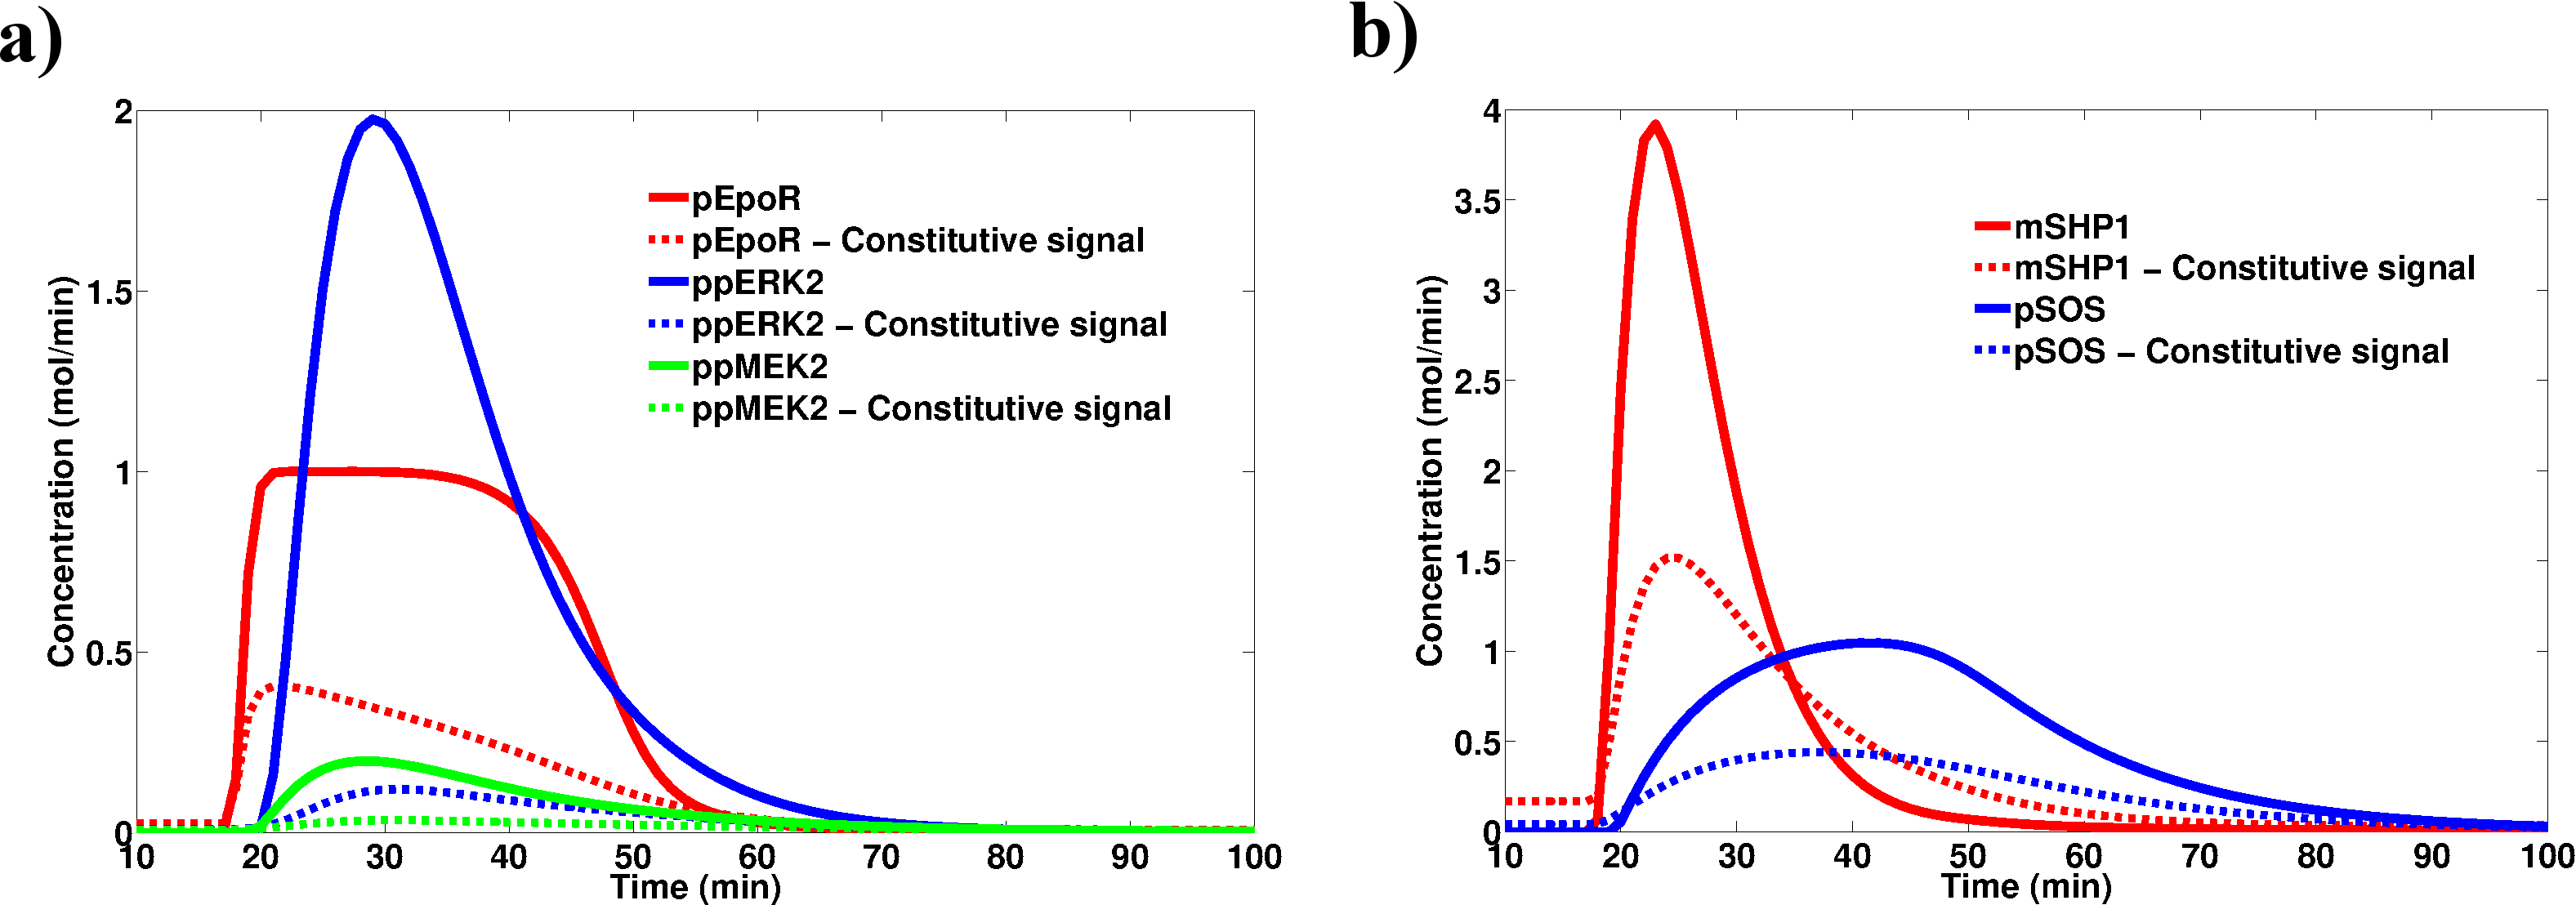 a)
2
1.5
1
0.5
0
10 20 30 40 50 60 70 80 90 100
Concentration (mol/min)
Time (min)
pEpoR
pEpoR – Constitutive signal
ppERK2
ppERK2 – Constitutive signal
ppMEK2
ppMEK2 – Constitutive signal
b)
4
3.5
3
2.5
2
1.5
1
0.5
0
10 20 30 40 50 60 70 80 90 100
Concentration (mol/min)
Time (min)
mSHP1
mSHP1 – Constitutive signal
pSOS
pSOS – Constitutive signal